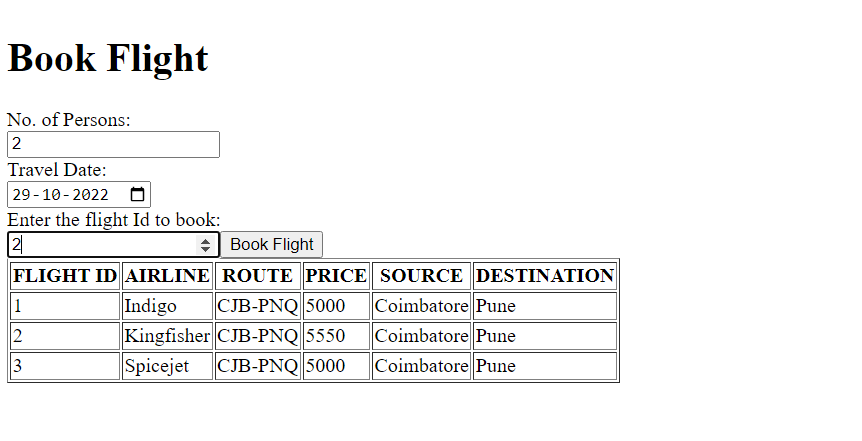 Book Flight
No. of Persons:
2
Travel Date:
29-10-2022
Enter the flight Id to book:
2 Book Flight
FLIGHT ID AIRLINE ROUTE PRICE SOURCE DESTINATION
1 Indigo CJB-PNQ 5000 Coimbatore Pune
2 Kingfisher CJB-PNQ 5550 Coimbatore Pune
3 Spicejet CJB-PNQ 5000 Coimbatore Pune